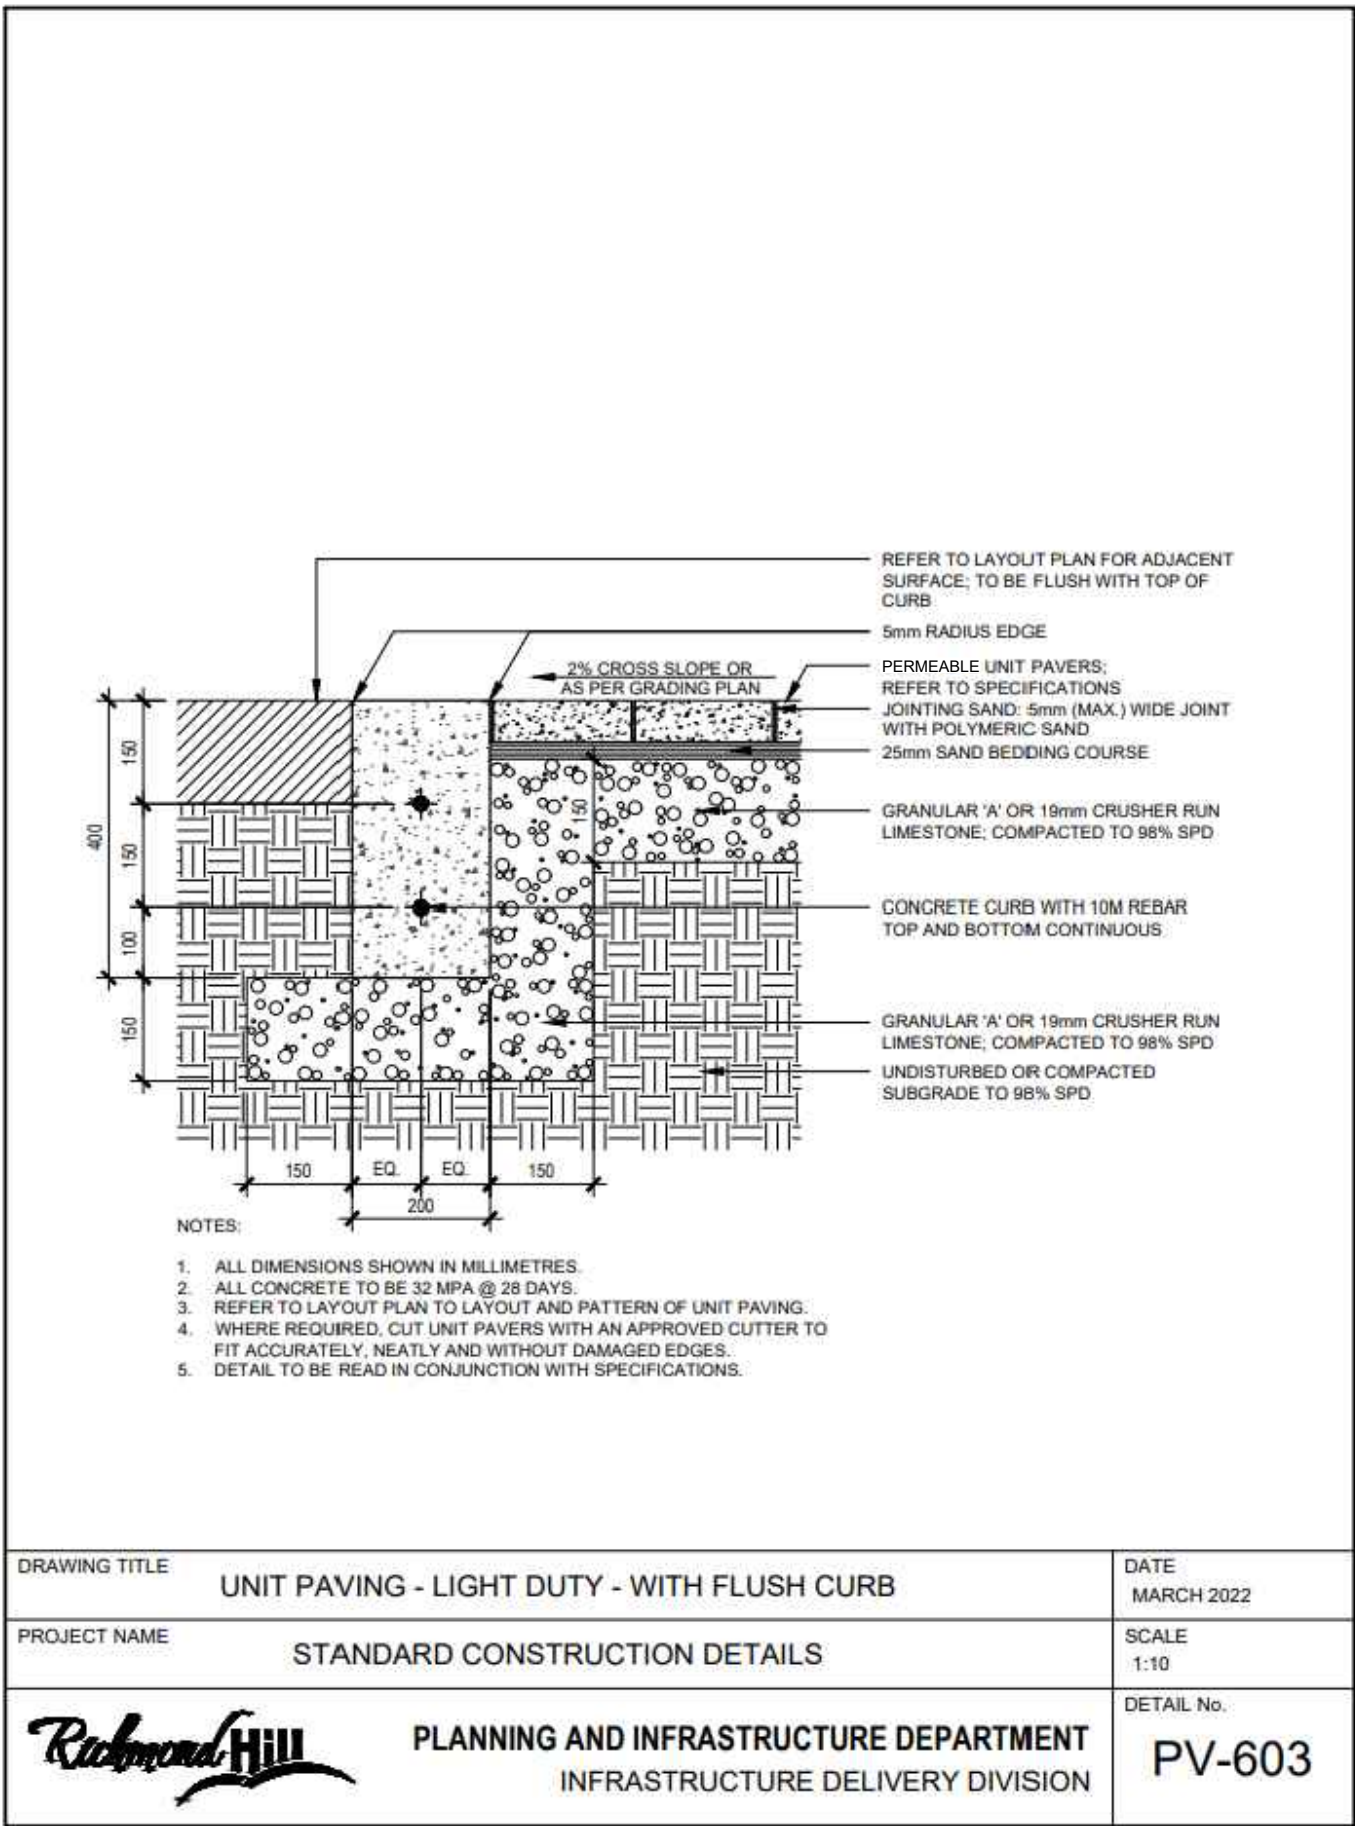 REFER TO LAYOUT PLAN FOR ADJACENT
SURFACE; TO BE FLUSH WITH TOP OF
CURB
5mm RADIUS EDGE
2% CROSS SLOPE OR
AS PER GRADING PLAN
PERMEABLE UNIT PAVERS;
REFER TO SPECIFICATIONS
JOINTING SAND: 5mm (MAX.) WIDE JOINT
WITH POLYMERIC SAND
25mm SAND BEDDING COURSE
150
150
400
GRANULAR 'A' OR 19mm CRUSHER RUN
LIMESTONE; COMPACTED TO 98% SPD
150
CONCRETE CURB WITH 10M REBAR
TOP AND BOTTOM CONTINUOUS
100
150
GRANULAR 'A' OR 19mm CRUSHER RUN
LIMESTONE; COMPACTED TO 98% SPD
UNDISTURBED OR COMPACTED
SUBGRADE TO 98% SPD
150 EQ. EQ. 150
200
NOTES:
1. ALL DIMENSIONS SHOWN IN MILLIMETRES.
2. ALL CONCRETE TO BE 32 MPA @ 28 DAYS.
3. REFER TO LAYOUT PLAN TO LAYOUT AND PATTERN OF UNIT PAVING.
4. WHERE REQUIRED, CUT UNIT PAVERS WITH AN APPROVED CUTTER TO
FIT ACCURATELY, NEATLY AND WITHOUT DAMAGED EDGES.
5. DETAIL TO BE READ IN CONJUNCTION WITH SPECIFICATIONS.
DRAWING TITLE
UNIT PAVING - LIGHT DUTY - WITH FLUSH CURB
DATE
MARCH 2022
PROJECT NAME
STANDARD CONSTRUCTION DETAILS
SCALE
1:10
Richmond Hill
PLANNING AND INFRASTRUCTURE DEPARTMENT
INFRASTRUCTURE DELIVERY DIVISION
DETAIL No.
PV-603